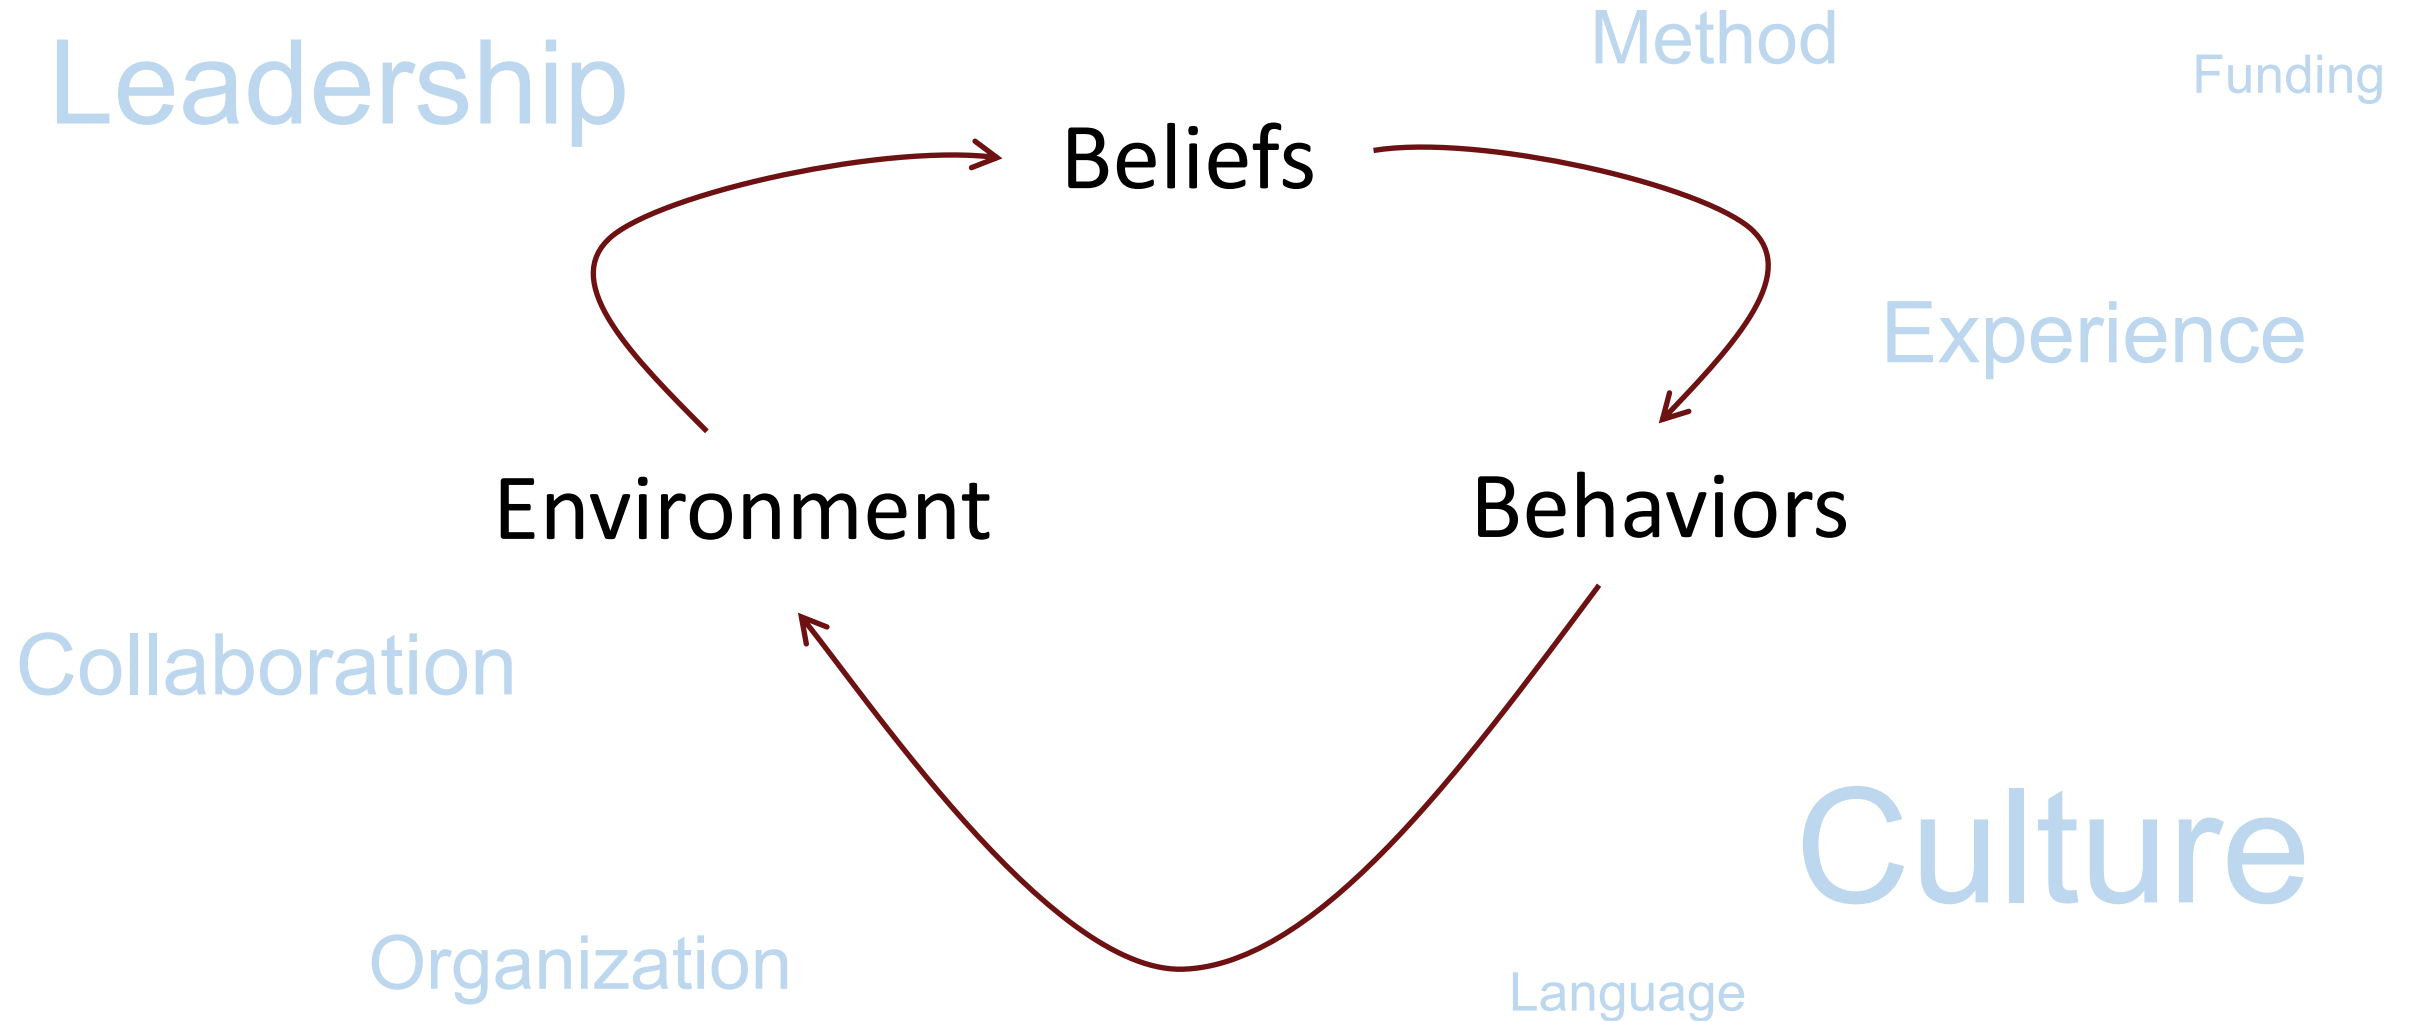 Leadership
Method
Funding
Beliefs
Experience
Environment
Behaviors
Collaboration
Culture
Organization
Language